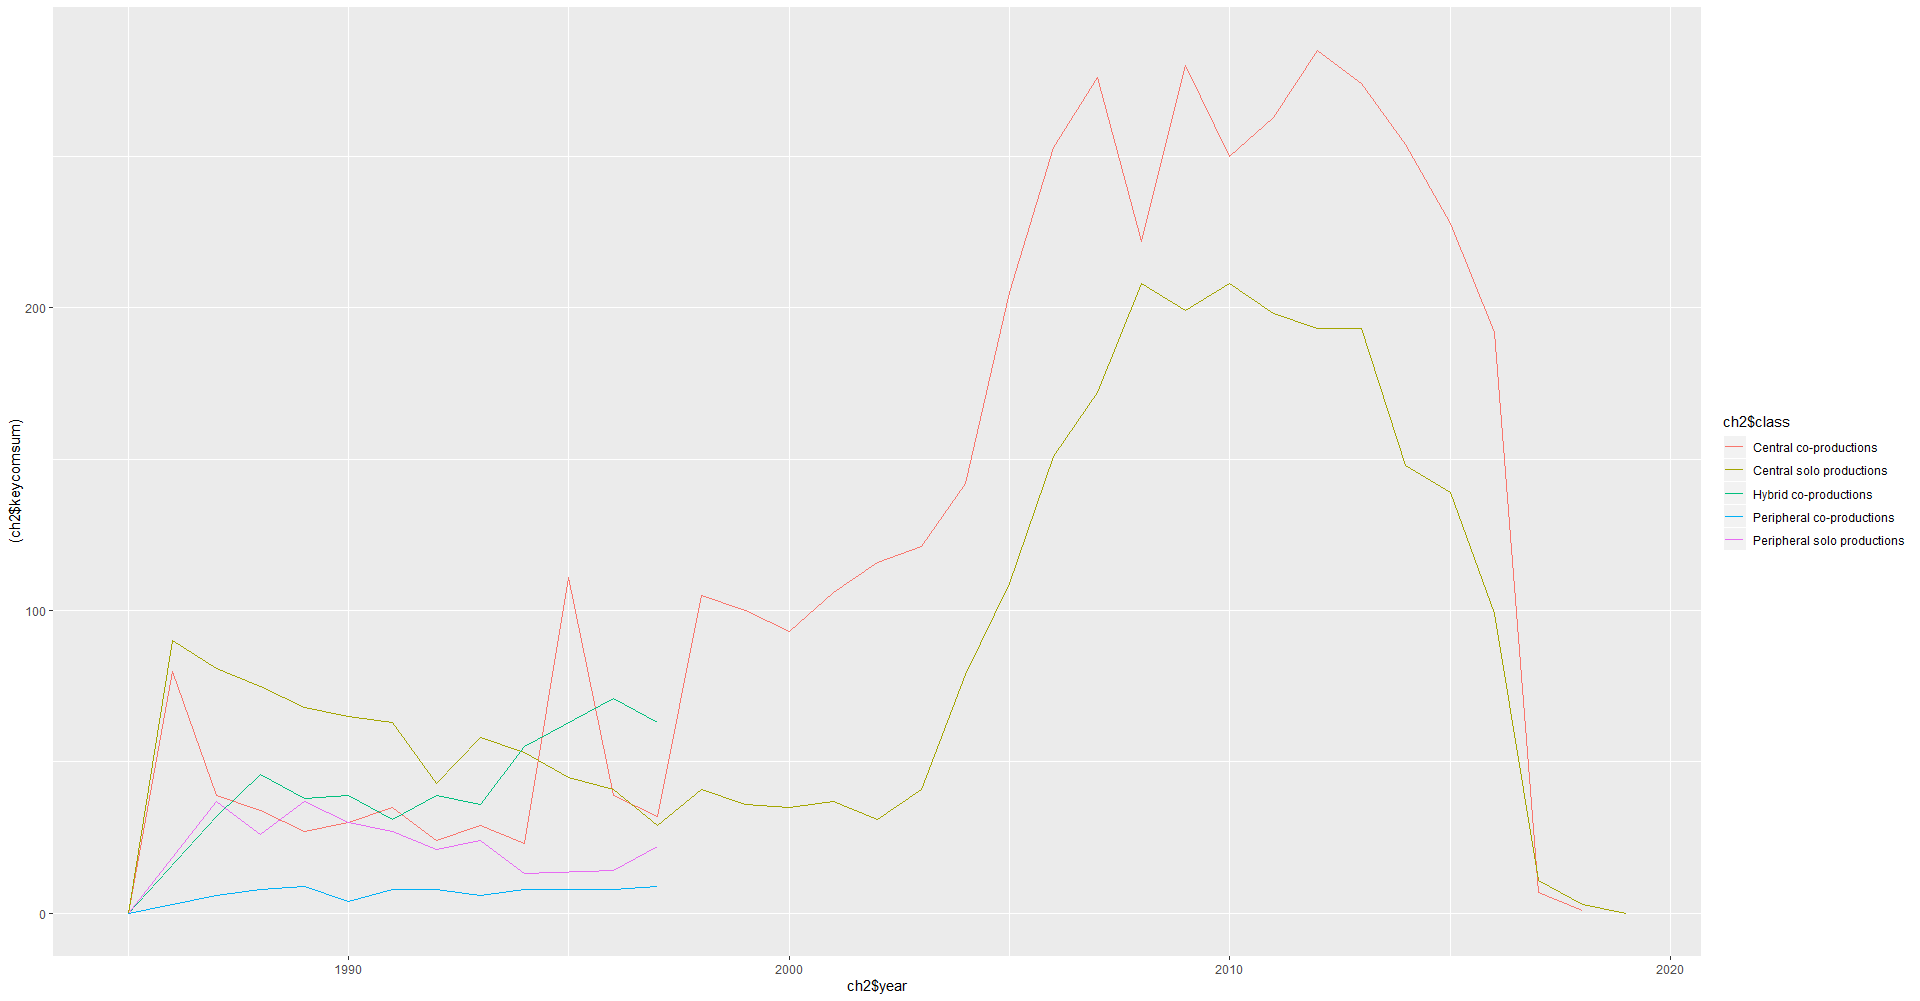 (ch2$keycomsum)
200
100
0
1990
2000
2010
2020
ch2$year
ch2$class
Central co-productions
Central solo productions
Hybrid co-productions
Peripheral co-productions
Peripheral solo productions